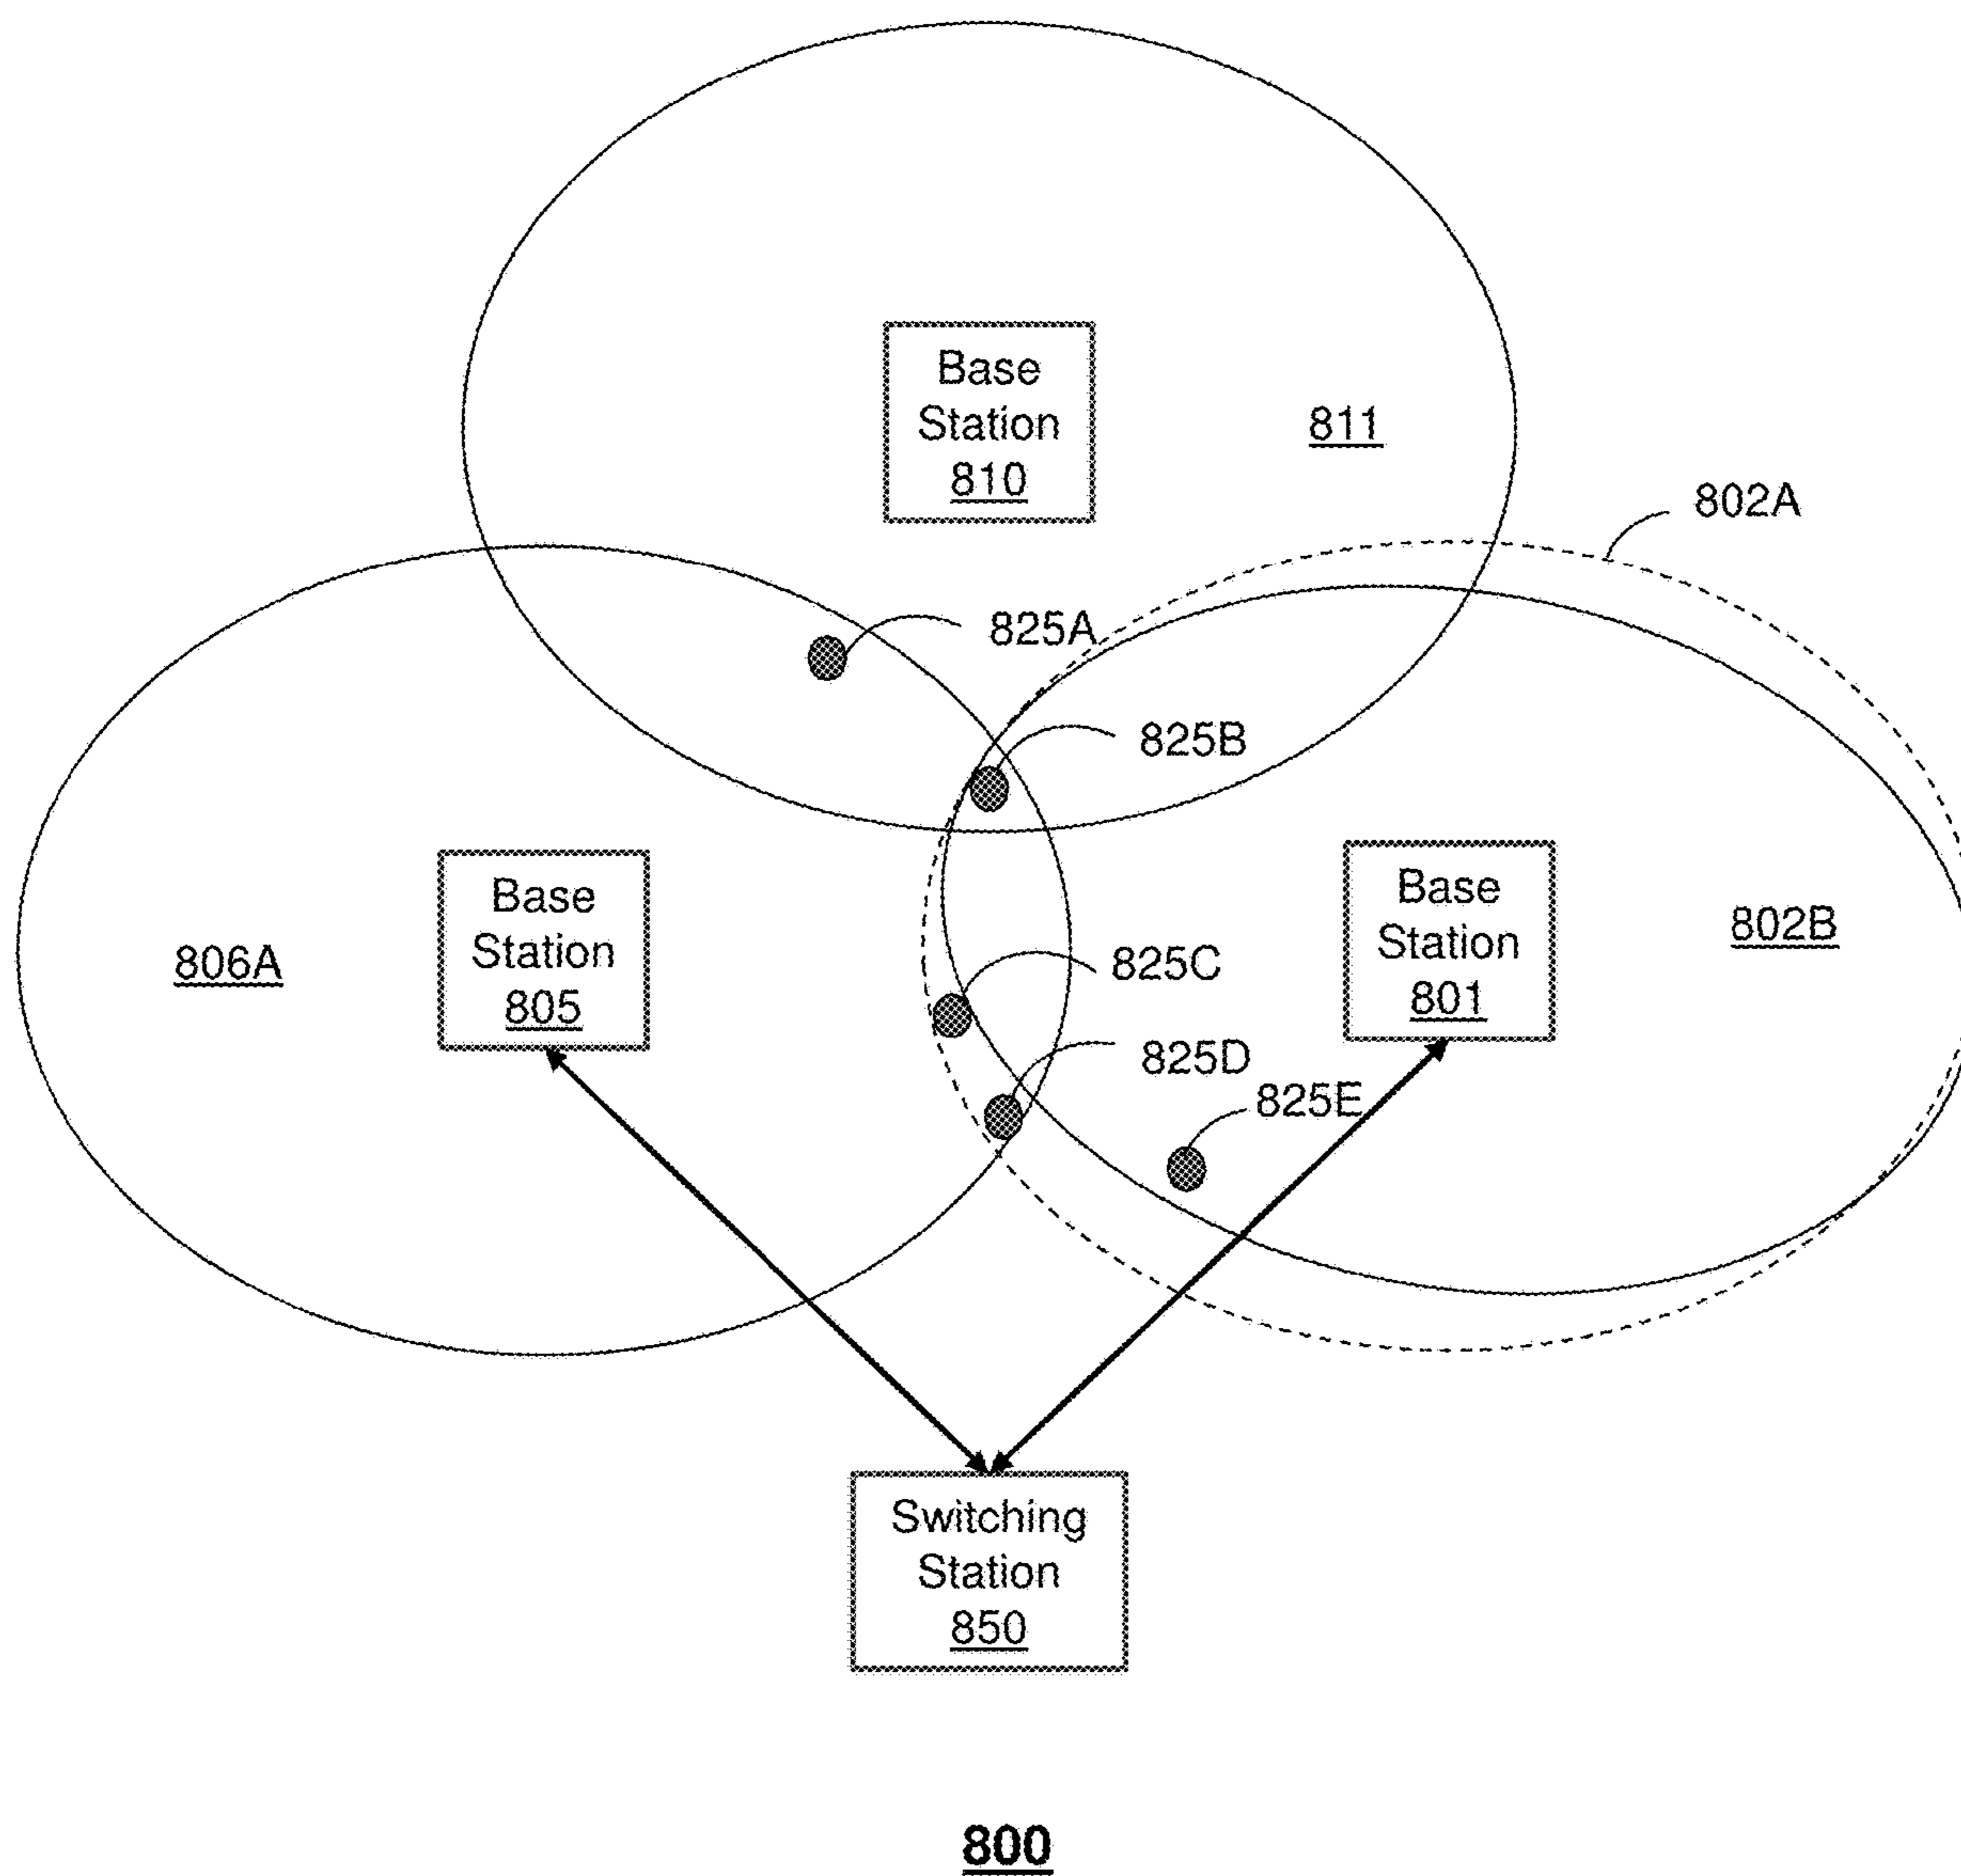 Base
Station
810
811
802A
825A
825B
Base
Station
805
806A
Base
Station
801
802B
825C
825D
825E
Switching
Station
850
800